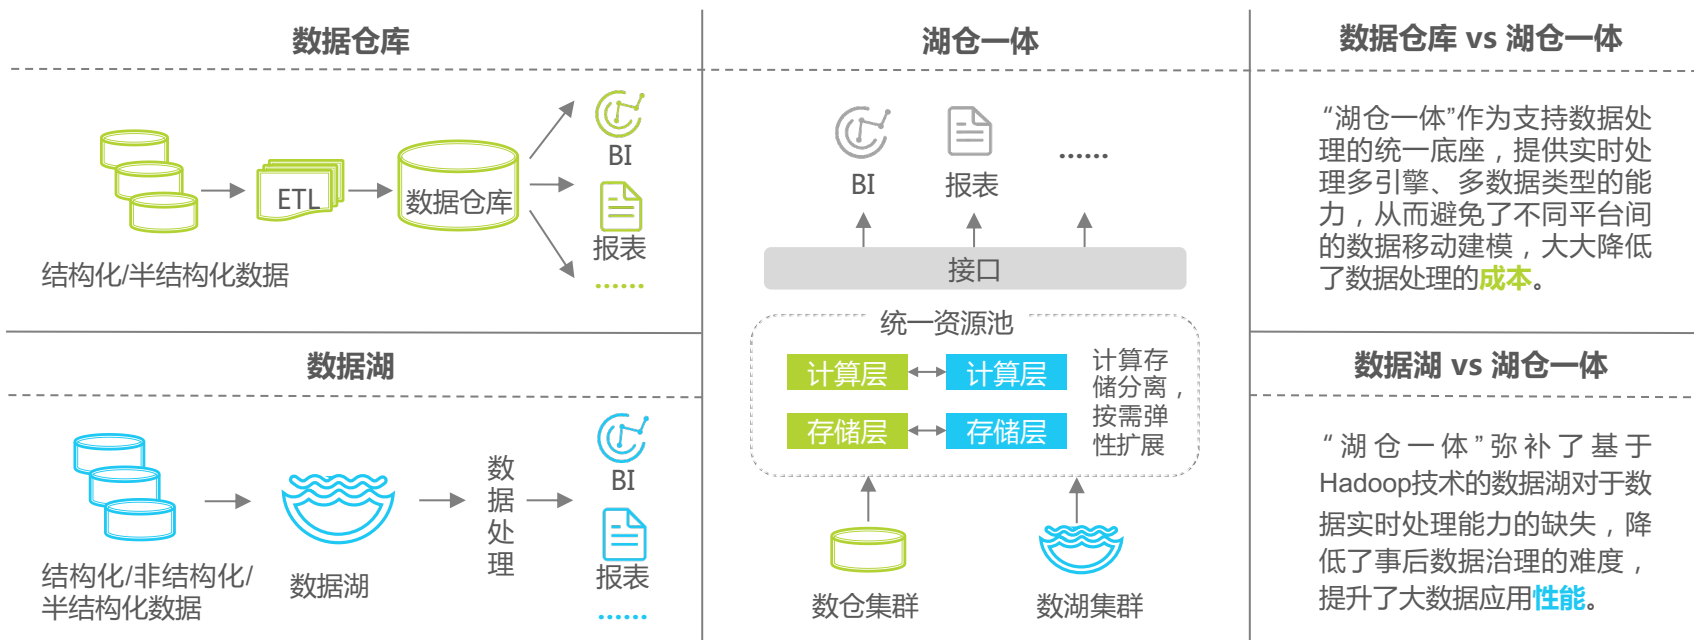 数据仓库
BI
ETL
数据仓库
报表
结构化/半结构化数据
......
数据湖
BI
数据处理
数据湖
报表
结构化/非结构化/
半结构化数据
......
湖仓一体
BI
报表
......
接口
统一资源池
计算层
计算层
存储层
存储层
计算存
储分离，
按需弹
性扩展
数仓集群
数湖集群
数据仓库 vs 湖仓一体
“湖仓一体”作为支持数据处
理的统一底座，提供实时处
理多引擎、多数据类型的能
力，从而避免了不同平台间
的数据移动建模，大大降低
了数据处理的成本。
数据湖 vs 湖仓一体
“湖仓一体”弥补了基于
Hadoop技术的数据湖对于数
据实时处理能力的缺失，降
低了事后数据治理的难度，
提升了大数据应用性能。